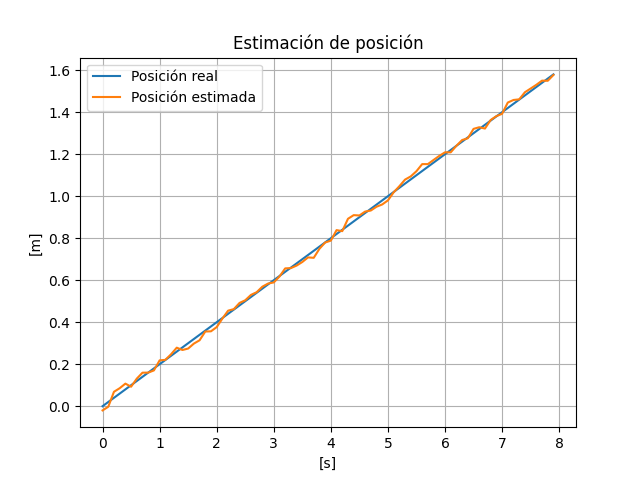 Estimación de posición
Posición real
Posición estimada
1.6
1.4
1.2
1.0
0.8
0.6
0.4
0.2
0.0
[m]
0 1 2 3 4 5 6 7 8
[s]